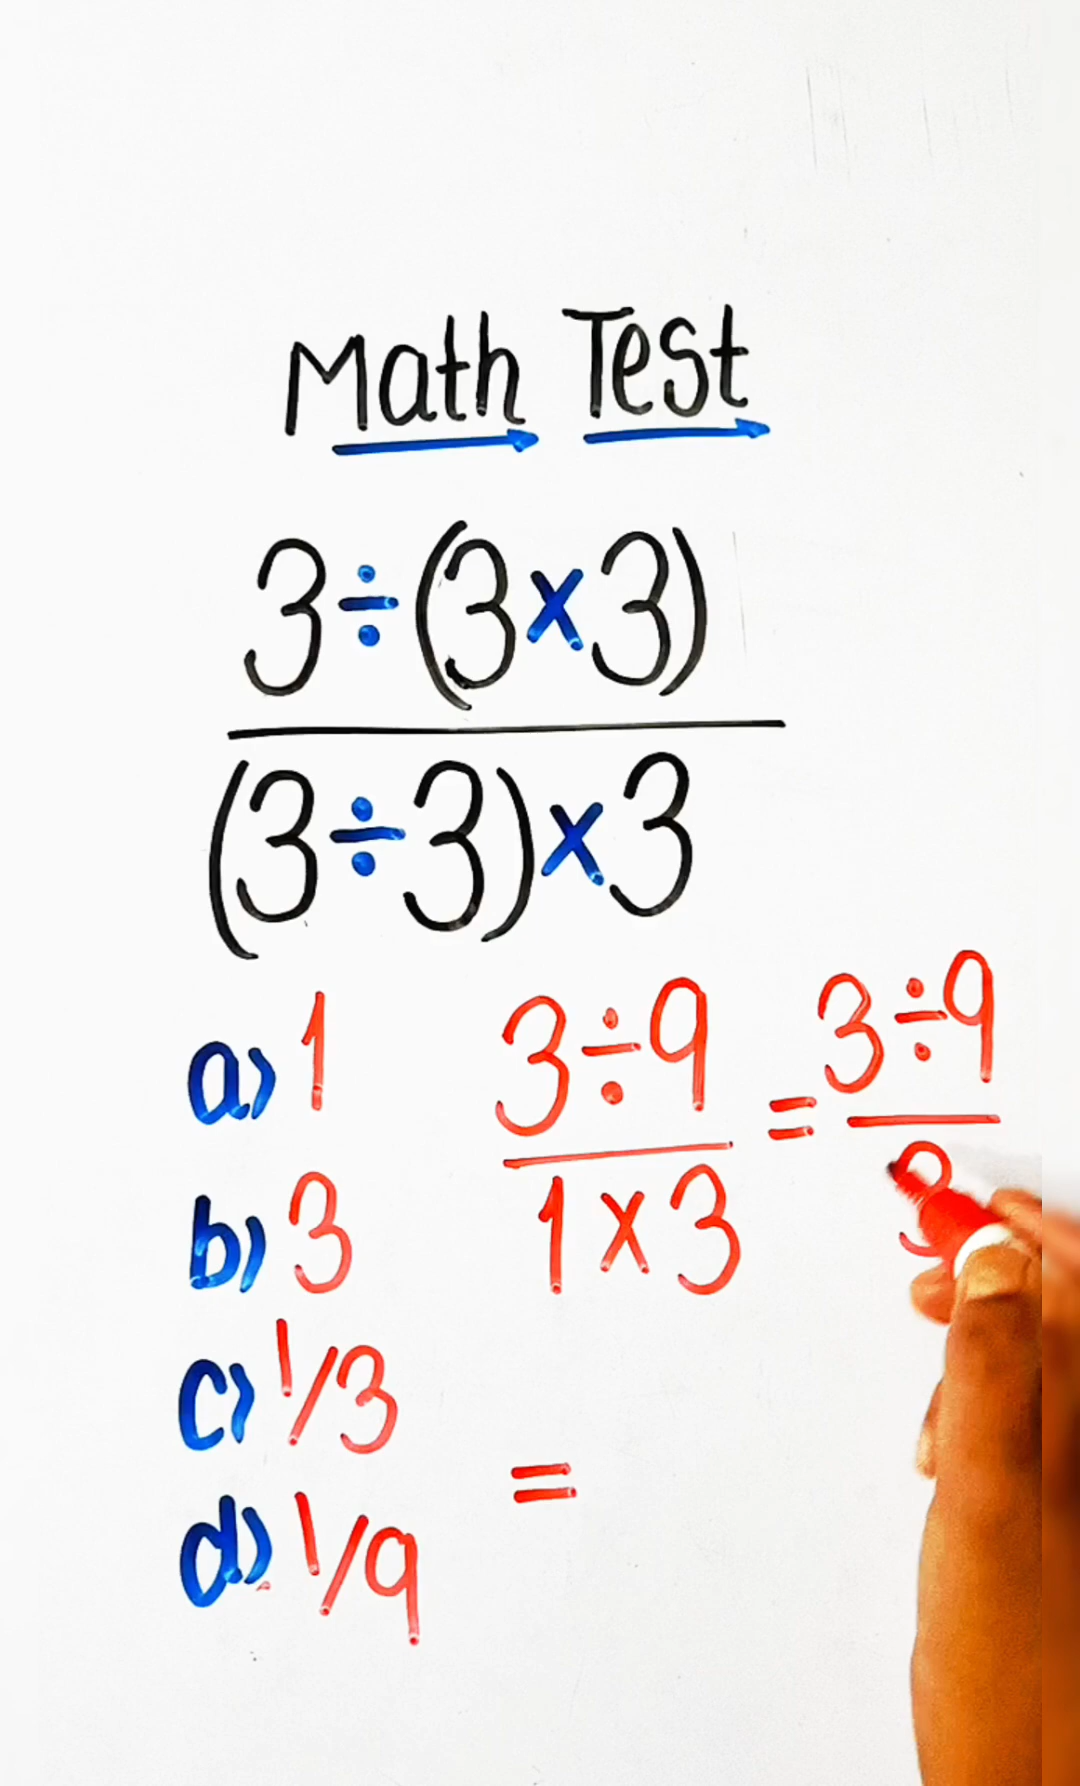 Math Test
3÷(3×3)
(3÷3)×3
a) 1
b) 3
c) 1/3
d) 1/9
3÷9
1×3
=
3÷9
3
=